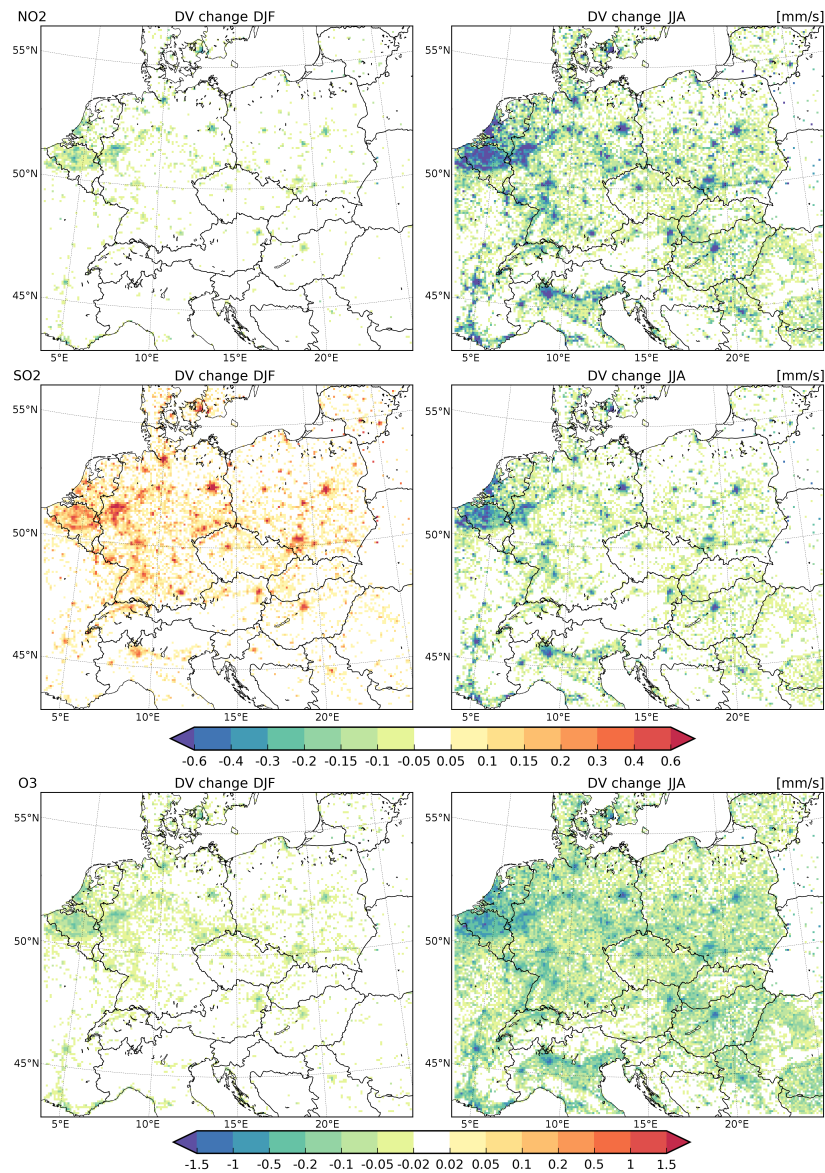 NO2 DV change DJF DV change JJA [mm/s]
55°N 55°N
50°N 50°N
45°N 45°N
5°E 10°E 15°E 20°E 5°E 10°E 20°E
SO2 DV change DJF DV change JJA [mm/s]
55°N 55°N
50°N 50°N
45°N 45°N
5°E 10°E 15°E 20°E 5°E 10°E 20°E
-0.6 -0.4 -0.3 -0.2 -0.15 -0.1 -0.05 0.05 0.1 0.15 0.2 0.3 0.4 0.6
O3 DV change DJF DV change JJA [mm/s]
55°N 55°N
50°N 50°N
45°N 45°N
5°E 10°E 15°E 20°E 5°E 10°E 20°E
-1.5 -1 -0.5 -0.2 -0.1 -0.05 -0.02 0.02 0.05 0.1 0.2 0.5 1 1.5